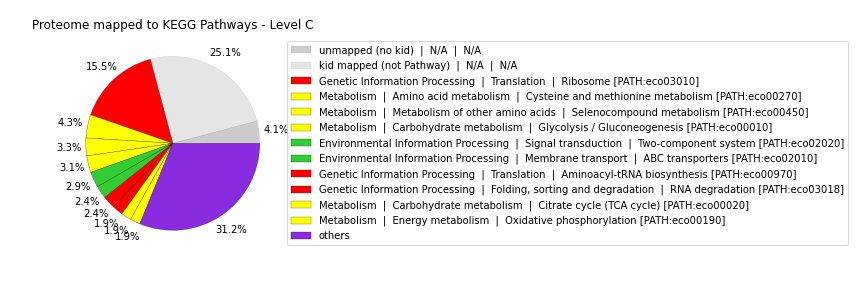 Proteome mapped to KEGG Pathways - Level C
25.1%
15.5%
4.3%
3.3%
3.1%
2.9%
2.4%
2.4%
1.9%
1.9%
1.9%
31.2%
4.1%
unmapped (no kid) | N/A | N/A
kid mapped (not Pathway) | N/A | N/A
Genetic Information Processing | Translation | Ribosome [PATH:eco03010]
Metabolism | Amino acid metabolism | Cysteine and methionine metabolism [PATH:eco00270]
Metabolism | Metabolism of other amino acids | Selenocompound metabolism [PATH:eco00450]
Metabolism | Carbohydrate metabolism | Glycolysis / Gluconeogenesis [PATH:eco00010]
Environmental Information Processing | Signal transduction | Two-component system [PATH:eco02020]
Environmental Information Processing | Membrane transport | ABC transporters [PATH:eco02010]
Genetic Information Processing | Translation | Aminoacyl-tRNA biosynthesis [PATH:eco00970]
Genetic Information Processing | Folding, sorting and degradation | RNA degradation [PATH:eco03018]
Metabolism | Carbohydrate metabolism | Citrate cycle (TCA cycle) [PATH:eco00020]
Metabolism | Energy metabolism | Oxidative phosphorylation [PATH:eco00190]
others